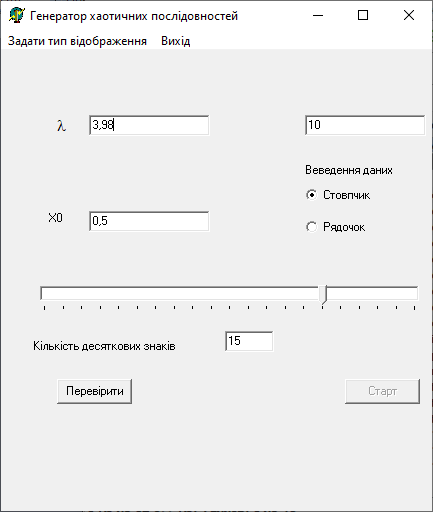 Генератор хаотичних послідовностей
Задати тип відображення Вихід
λ 3,98 10
Веведення даних
Стовпчик
X0 0,5 Рядочок
Кількість десяткових знаків 15
Перевірити Старт